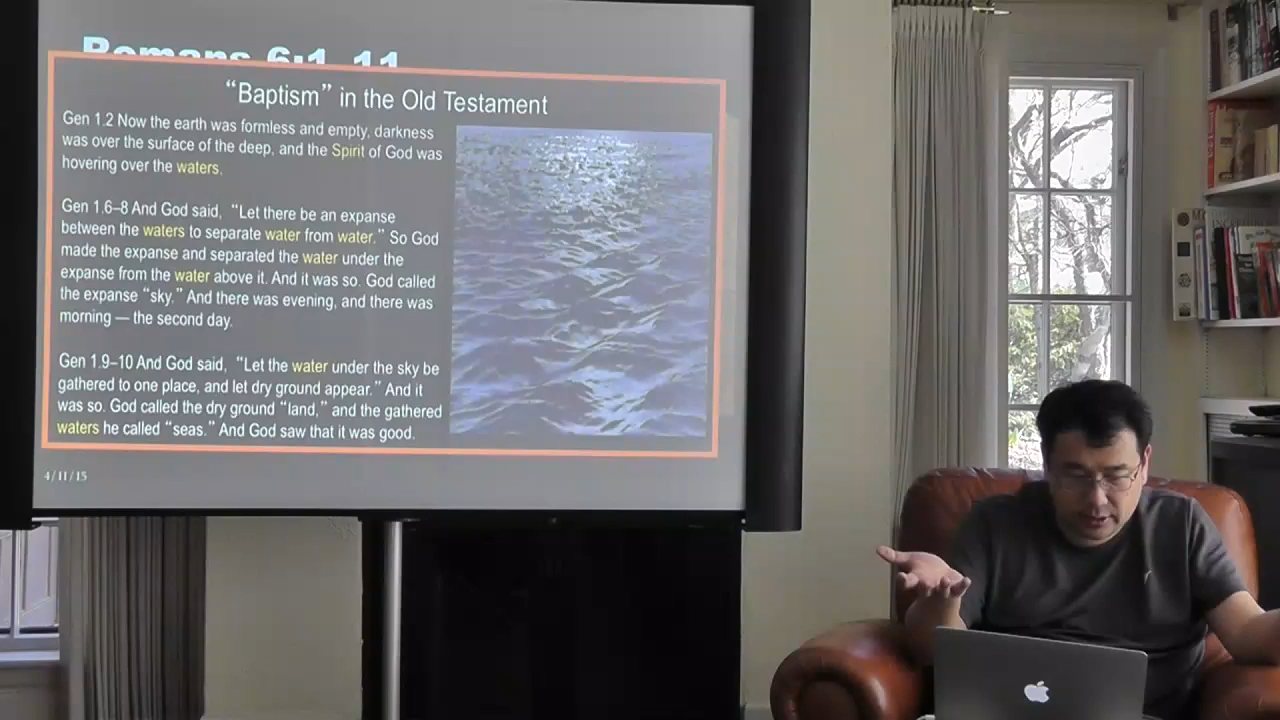 Romans 6:1–11
“Baptism” in the Old Testament
Gen 1.2 Now the earth was formless and empty, darkness
was over the surface of the deep, and the Spirit of God was
hovering over the waters.
Gen 1.6–8 And God said, “Let there be an expanse
between the waters to separate water from water.” So God
made the expanse and separated the water under the
expanse from the water above it. And it was so. God called
the expanse “sky.” And there was evening, and there was
morning — the second day.
Gen 1.9–10 And God said, “Let the water under the sky be
gathered to one place, and let dry ground appear.” And it
was so. God called the dry ground “land,” and the gathered
waters he called “seas.” And God saw that it was good.
4/11/15